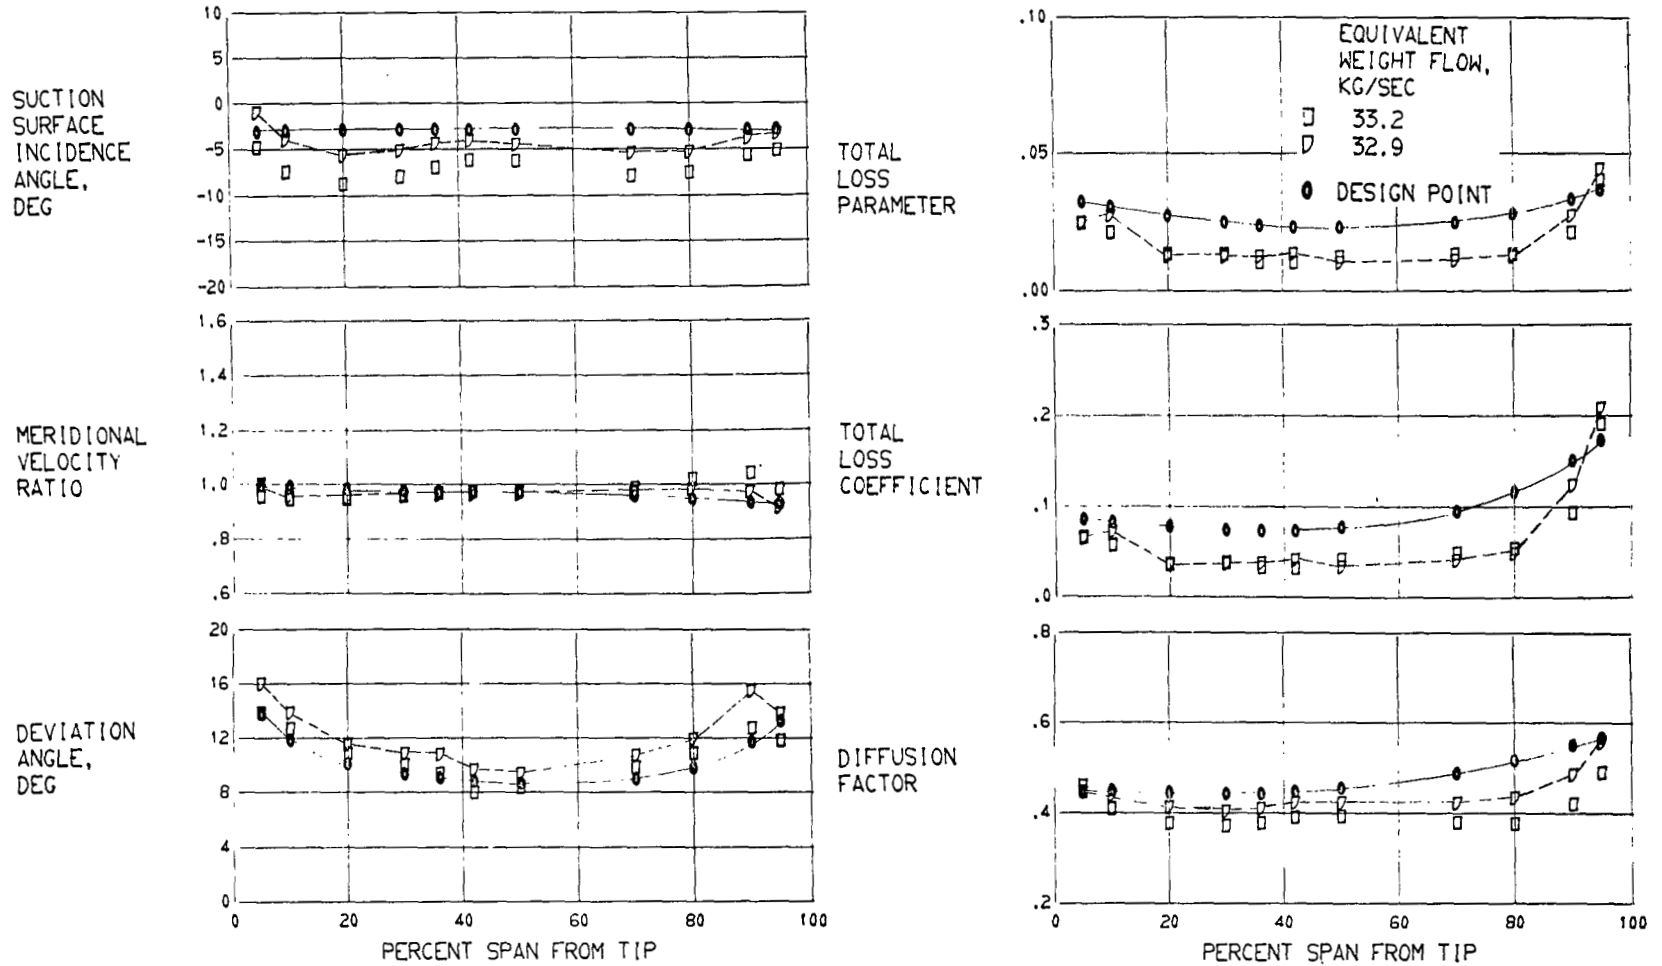 SUCTION
SURFACE
INCIDENCE
ANGLE,
DEG
10
5
0
-5
-10
-15
-20
MERIDIONAL
VELOCITY
RATIO
1.6
1.4
1.2
1.0
.8
.6
DEVIATION
ANGLE,
DEG
20
16
12
8
4
0
0 20 40 60 80 100
PERCENT SPAN FROM TIP
TOTAL
LOSS
PARAMETER
.10
.05
.00
EQUIVALENT
WEIGHT FLOW,
KG/SEC
33.2
32.9
DESIGN POINT
TOTAL
LOSS
COEFFICIENT
.3
.2
.1
.0
DIFFUSION
FACTOR
.8
.6
.4
.2
0 20 40 60 80 100
PERCENT SPAN FROM TIP